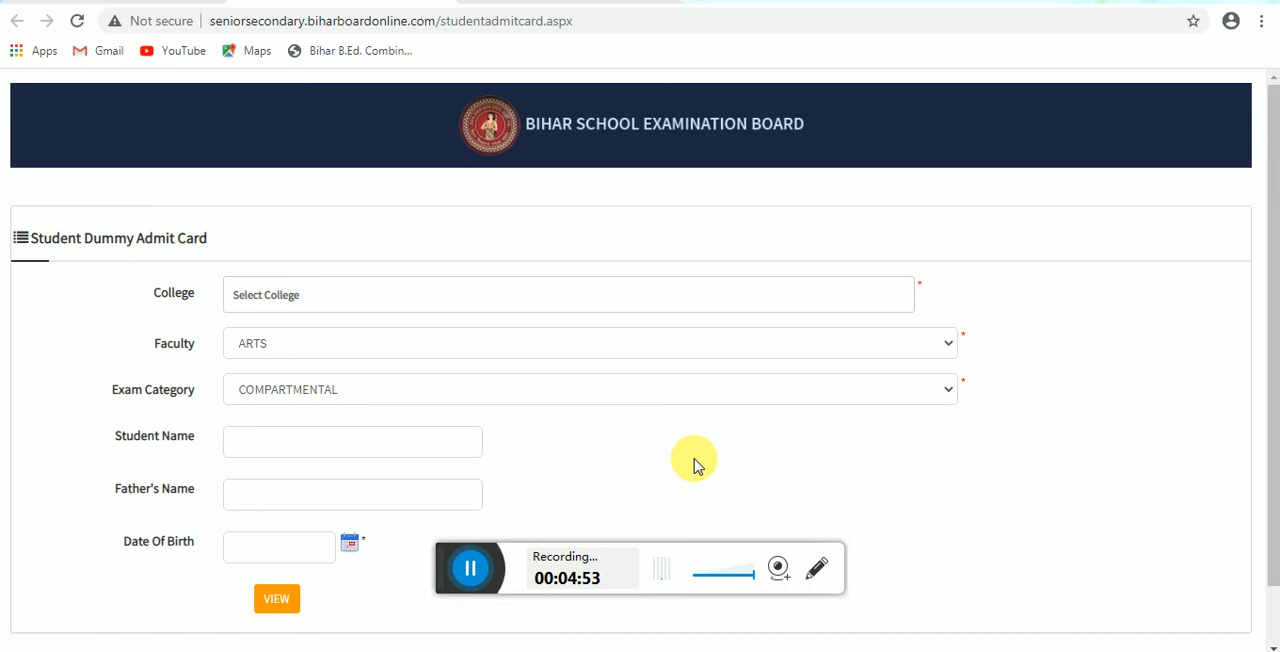 Not secure seniorsecondary.biharboardonline.com/studentadmitcard.aspx
Apps Gmail YouTube Maps Bihar B.Ed. Combin...
BIHAR SCHOOL EXAMINATION BOARD
Student Dummy Admit Card
College Select College *
Faculty ARTS *
Exam Category COMPARTMENTAL *
Student Name
Father's Name
Date Of Birth *
Recording...
00:04:53
VIEW